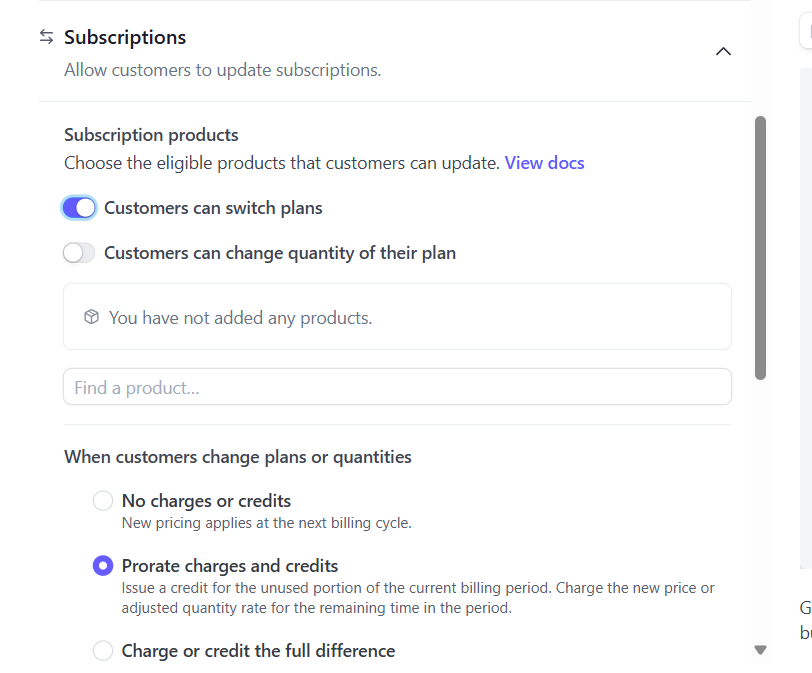 Subscriptions
Allow customers to update subscriptions.
Subscription products
Choose the eligible products that customers can update. View docs
Customers can switch plans
Customers can change quantity of their plan
You have not added any products.
Find a product...
When customers change plans or quantities
No charges or credits
New pricing applies at the next billing cycle.
Prorate charges and credits
Issue a credit for the unused portion of the current billing period. Charge the new price or
adjusted quantity rate for the remaining time in the period.
Charge or credit the full difference